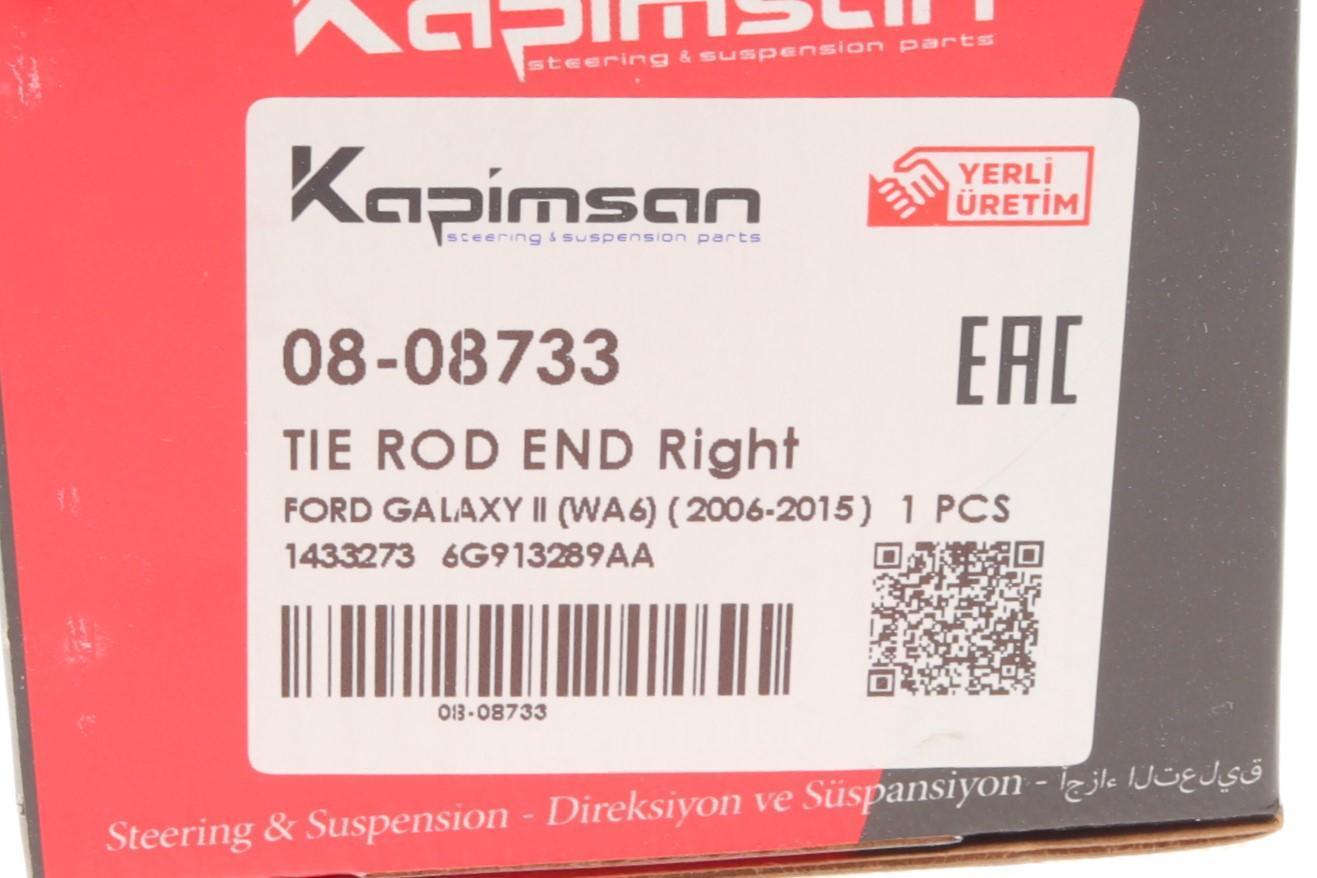 Kapimsan
steering & suspension parts
Kapimsan
steering & suspension parts
YERLİ
ÜRETİM
08-08733
EAC
TIE ROD END Right
FORD GALAXY II (WA6) ( 2006-2015 ) 1 PCS
1433273 6G913289AA
08-08733
Steering & Suspension - Direksiyon ve Süspansiyon - أجزاء التعليق